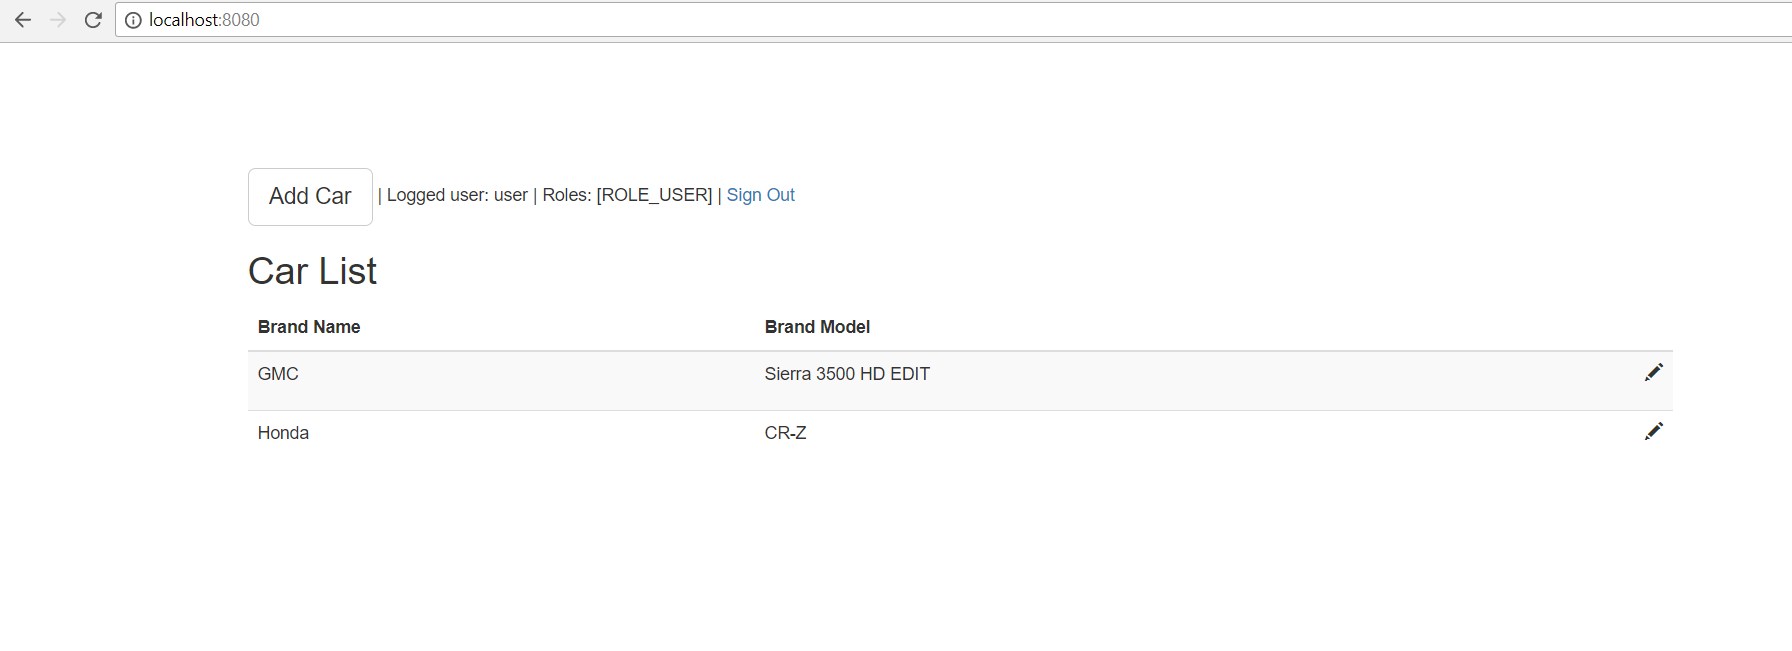 localhost:8080
Add Car | Logged user: user | Roles: [ROLE_USER] | Sign Out
Car List
Brand Name Brand Model
GMC Sierra 3500 HD EDIT
Honda CR-Z